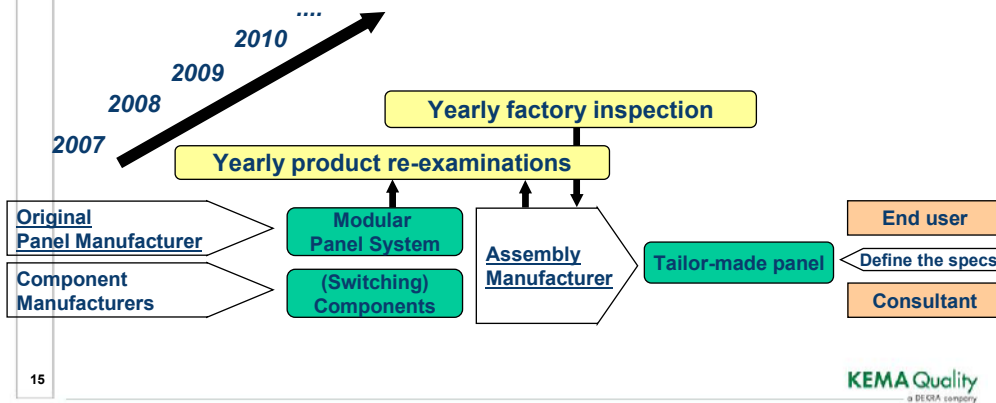 ....
2010
2009
2008
2007
Yearly factory inspection
Yearly product re-examinations
Original
Panel Manufacturer
Modular
Panel System
Assembly
Manufacturer
Tailor-made panel
End user
Define the specs
Consultant
Component
Manufacturers
(Switching)
Components
15
KEMA Quality
a DEKRA company